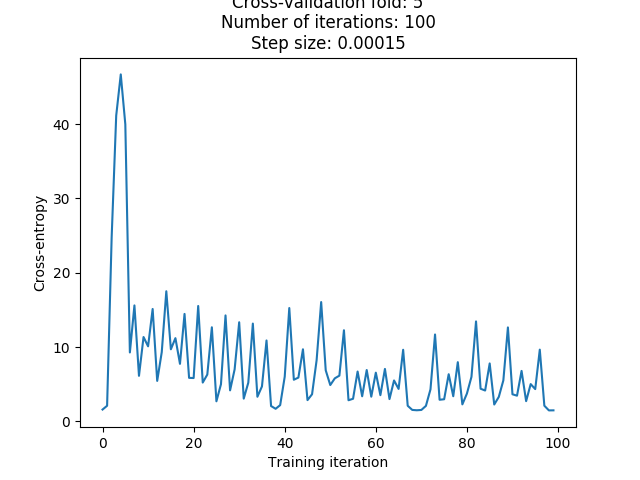 Cross-validation fold: 5
Number of iterations: 100
Step size: 0.00015
40
30
20
10
0
Cross-entropy
0 20 40 60 80 100
Training iteration